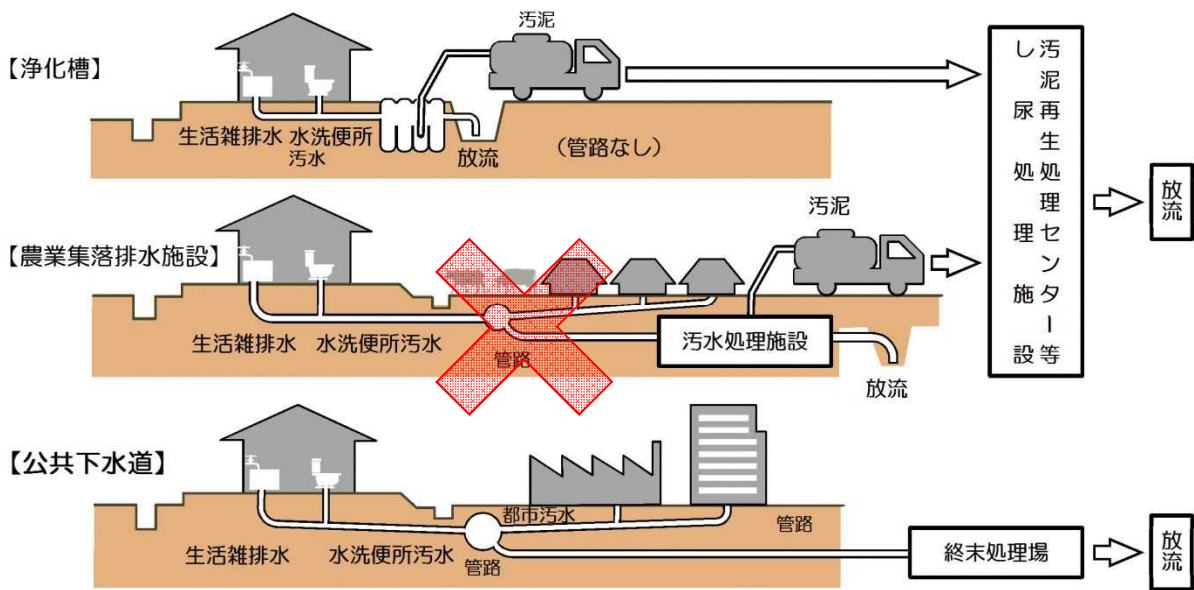 汚泥
【浄化槽】
生活雑排水
水洗便所
汚水
放流
（管路なし）
汚泥再生処理センター等
し尿処理施設
放流
汚泥
【農業集落排水施設】
生活雑排水
水洗便所汚水
管路
汚水処理施設
放流
【公共下水道】
都市汚水
管路
生活雑排水
水洗便所汚水
管路
終末処理場
放流